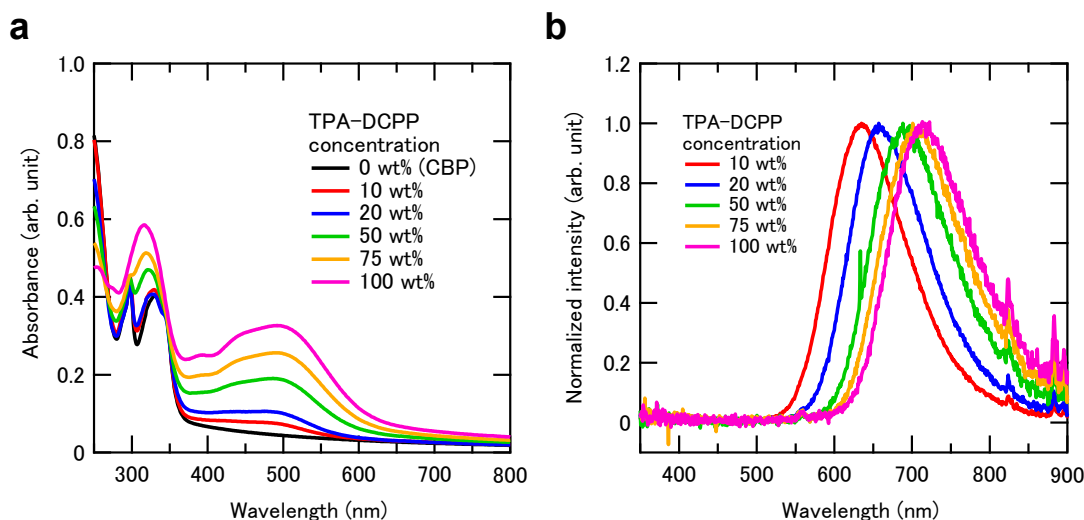 a
1.0
0.8
0.6
0.4
0.2
0
Absorbance (arb. unit)
300 400 500 600 700 800
Wavelength (nm)
TPA-DCPP
concentration
0 wt% (CBP)
10 wt%
20 wt%
50 wt%
75 wt%
100 wt%
b
1.2
1.0
0.8
0.6
0.4
0.2
0
Normalized intensity (arb. unit)
400 500 600 700 800 900
Wavelength (nm)
TPA-DCPP
concentration
10 wt%
20 wt%
50 wt%
75 wt%
100 wt%